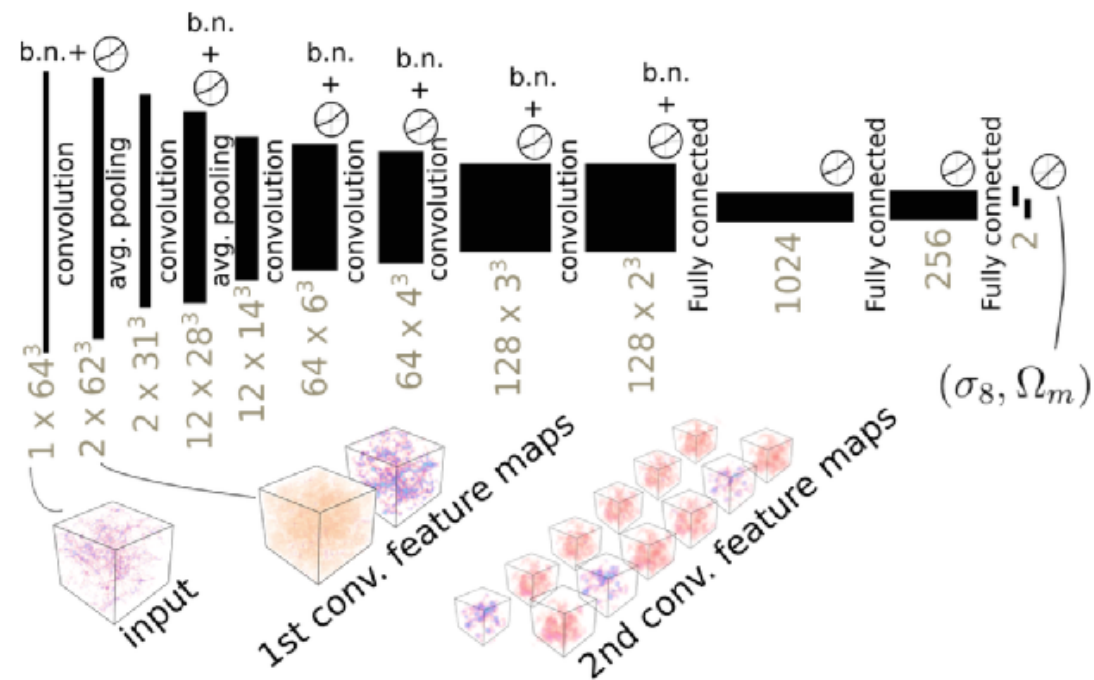 b.n.+
b.n.
+
b.n.
+
b.n.
+
b.n.
+
b.n.
+
convolution
avg. pooling
convolution
avg. pooling
convolution
convolution
convolution
convolution
Fully connected
Fully connected
Fully connected
1 x 64³
2 x 62³
2 x 31³
12 x 28³
12 x 14³
64 x 6³
64 x 4³
128 x 3³
128 x 2³
1024
256
2
(σ₈, Ωₘ)
input
1st conv. feature maps
2nd conv. feature maps